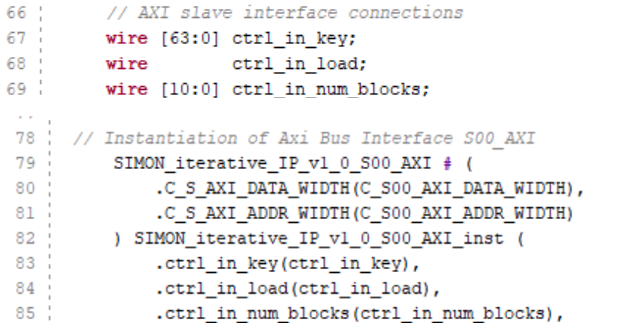 66 // AXI slave interface connections
67 wire [63:0] ctrl_in_key;
68 wire ctrl_in_load;
69 wire [10:0] ctrl_in_num_blocks;
78 // Instantiation of Axi Bus Interface S00_AXI
79 SIMON_iterative_IP_v1_0_S00_AXI # (
80 .C_S_AXI_DATA_WIDTH(C_S00_AXI_DATA_WIDTH),
81 .C_S_AXI_ADDR_WIDTH(C_S00_AXI_ADDR_WIDTH)
82 ) SIMON_iterative_IP_v1_0_S00_AXI_inst (
83 .ctrl_in_key(ctrl_in_key),
84 .ctrl_in_load(ctrl_in_load),
85 .ctrl_in_num_blocks(ctrl_in_num_blocks),